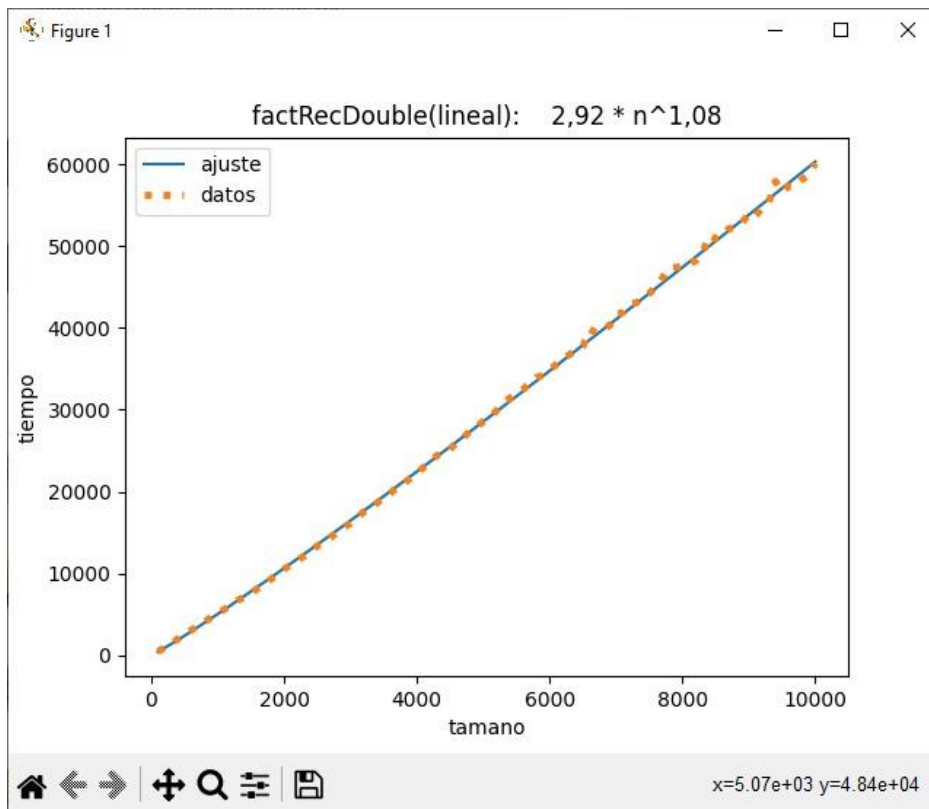 Figure 1
factRecDouble(lineal): 2,92 * n^1,08
ajuste
datos
60000
50000
40000
30000
20000
10000
0
tiempo
0 2000 4000 6000 8000 10000
tamano
x=5.07e+03 y=4.84e+04